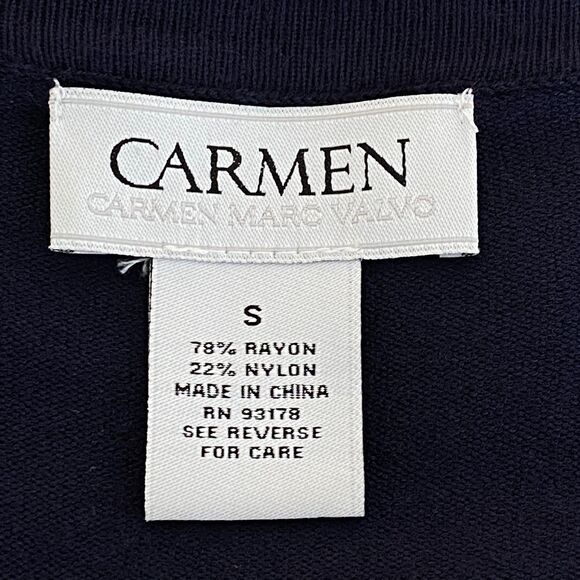 CARMEN
CARMEN MARC VALVO
S
78% RAYON
22% NYLON
MADE IN CHINA
RN 93178
SEE REVERSE
FOR CARE